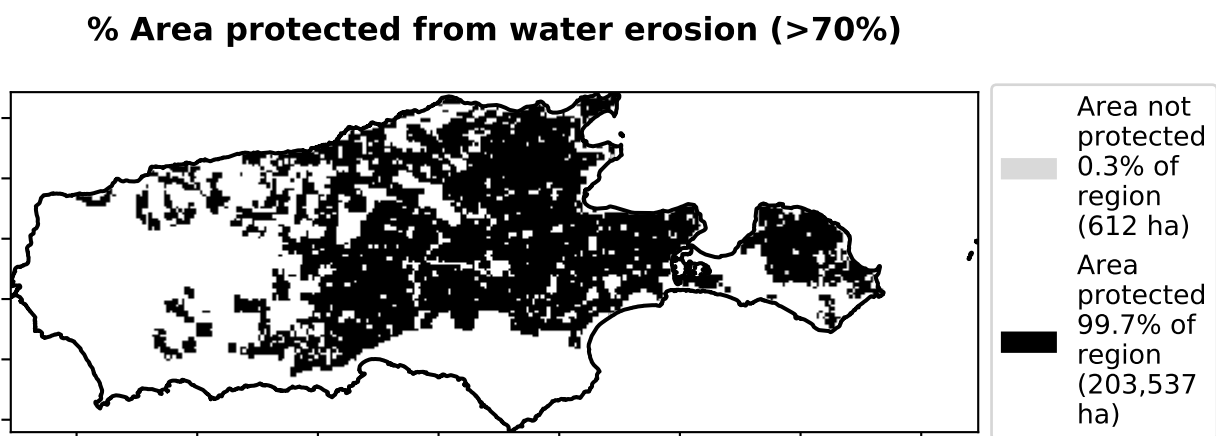 % Area protected from water erosion (>70%)
Area not
protected
0.3% of
region
(612 ha)
Area
protected
99.7% of
region
(203,537
ha)